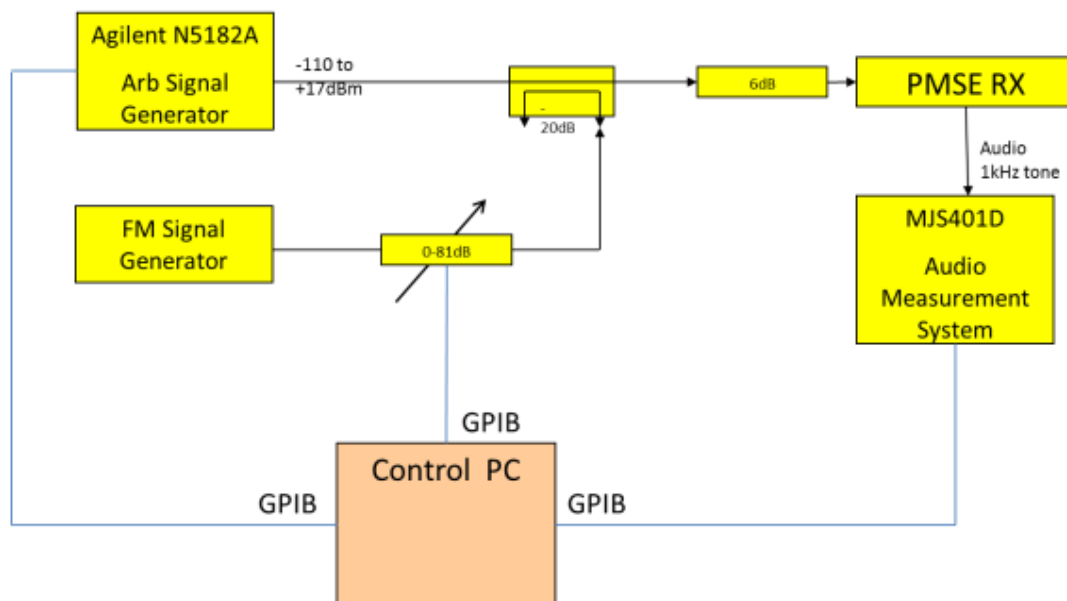 Agilent N5182A
Arb Signal
Generator
-110 to
+17dBm
-
20dB
6dB
PMSE RX
Audio
1kHz tone
FM Signal
Generator
0-81dB
MJS401D
Audio
Measurement
System
GPIB
Control PC
GPIB
GPIB